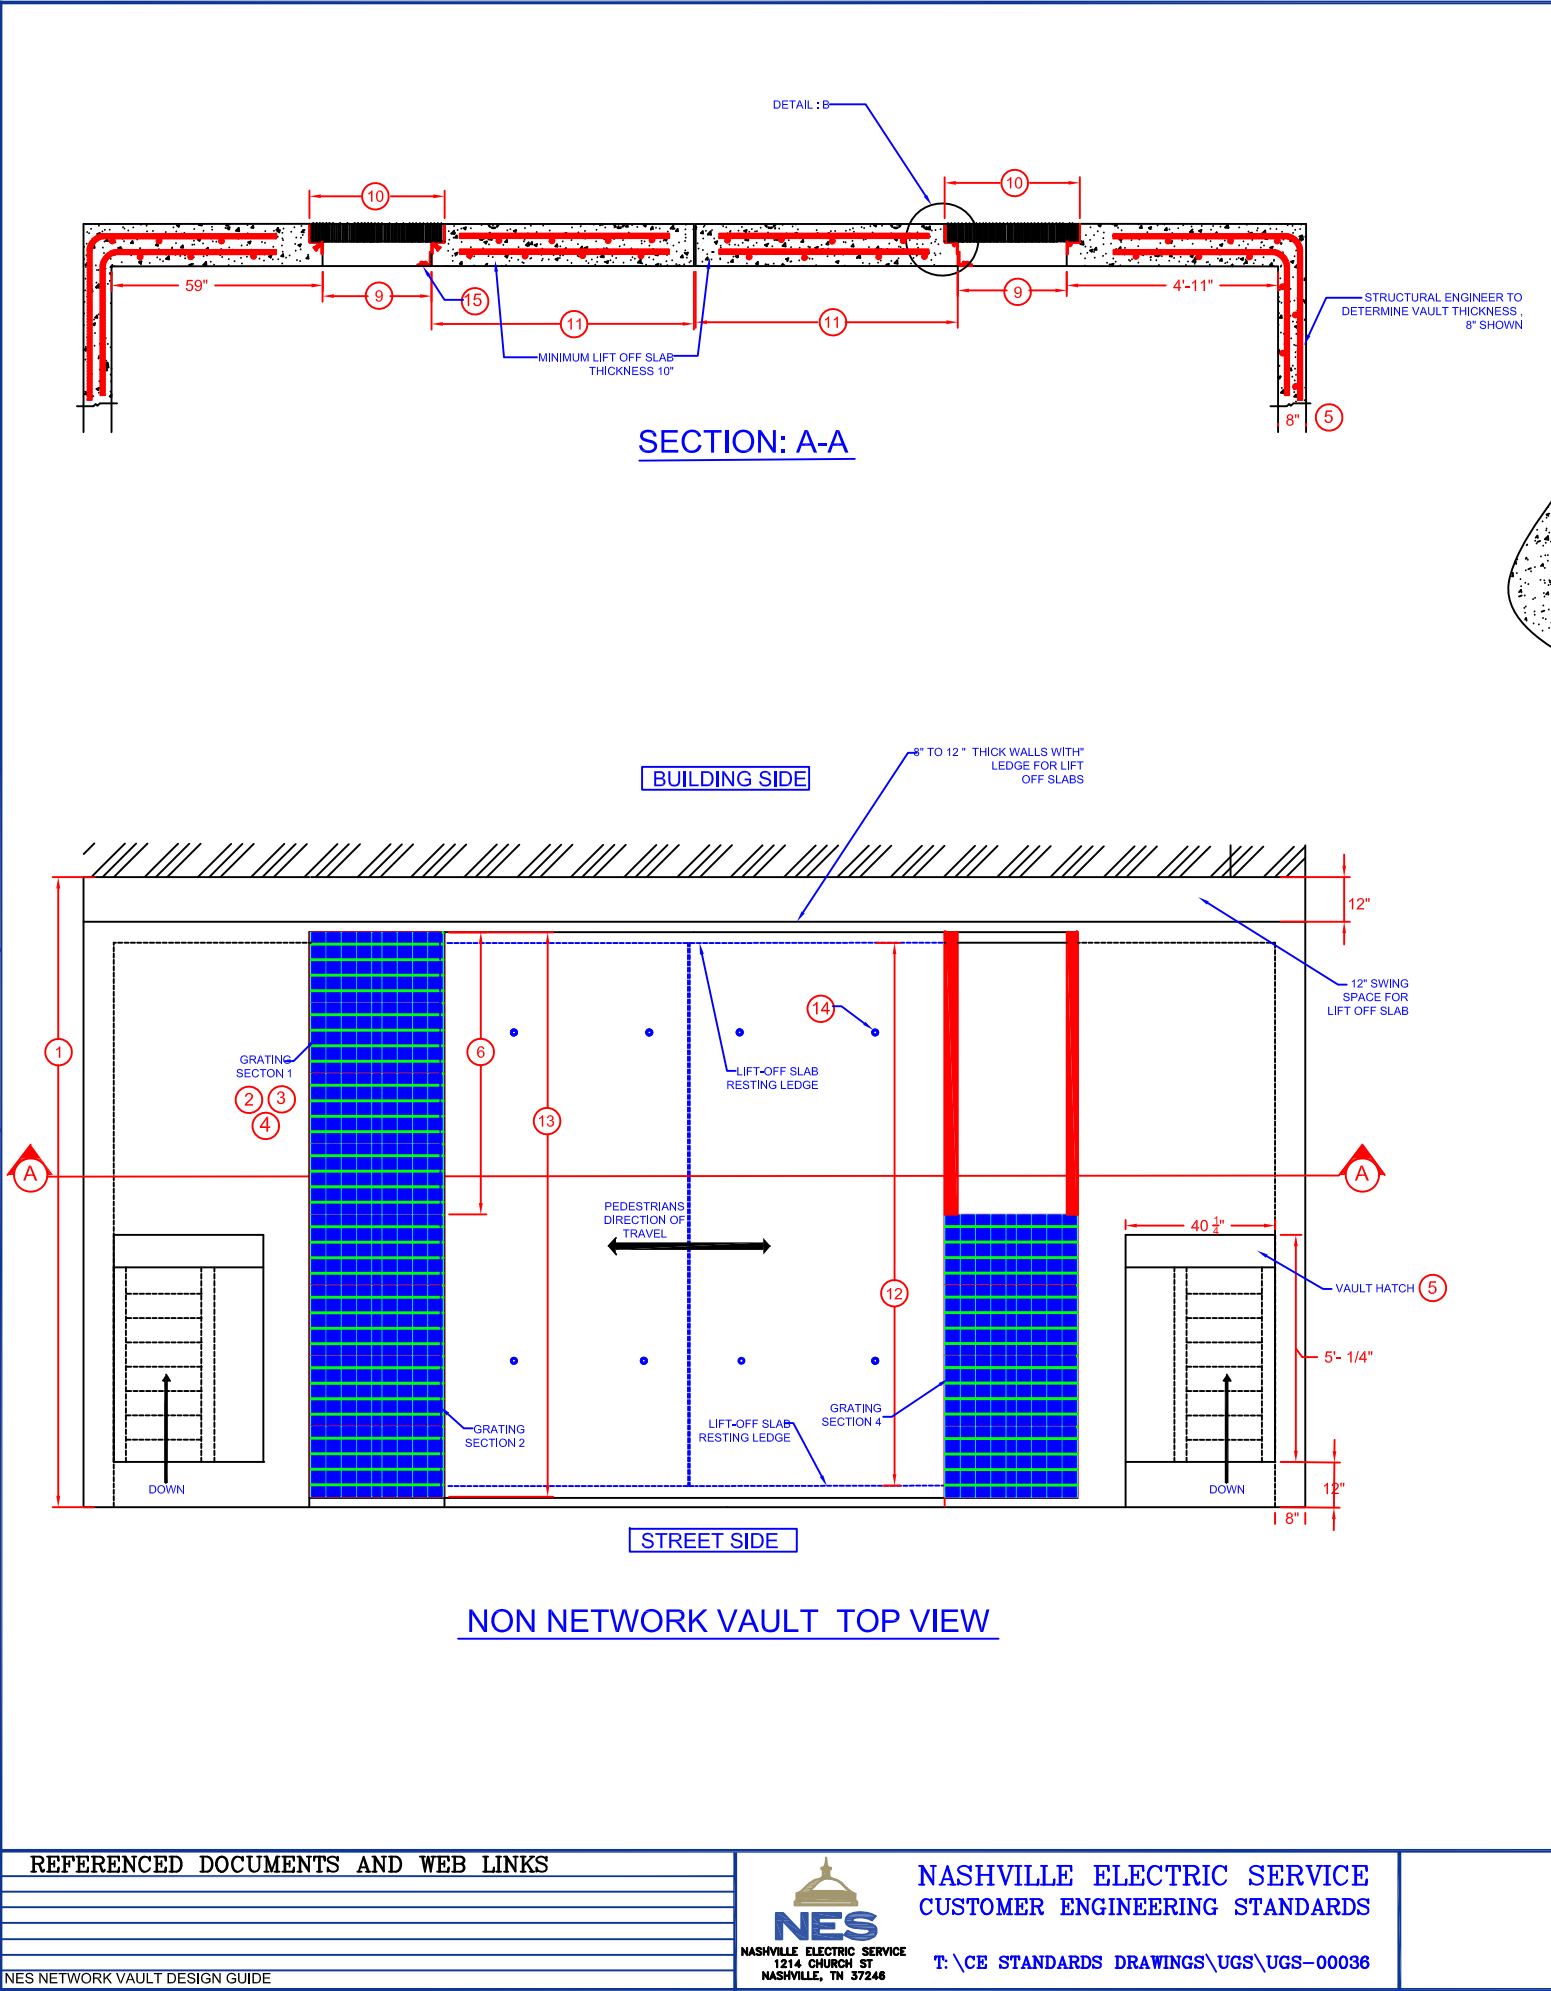 DETAIL : B
10
10
59"
9
15
11
11
9
4'-11"
STRUCTURAL ENGINEER TO
DETERMINE VAULT THICKNESS ,
8" SHOWN
MINIMUM LIFT OFF SLAB
THICKNESS 10"
8"
5
SECTION: A-A
8" TO 12 " THICK WALLS WITH"
LEDGE FOR LIFT
OFF SLABS
BUILDING SIDE
12"
12" SWING
SPACE FOR
LIFT OFF SLAB
14
1
GRATING
SECTON 1
6
LIFT-OFF SLAB
RESTING LEDGE
2
3
4
13
A
A
PEDESTRIANS
DIRECTION OF
TRAVEL
40 1/4"
12
VAULT HATCH
5
5'- 1/4"
GRATING
SECTION 4
GRATING
SECTION 2
LIFT-OFF SLAB
RESTING LEDGE
DOWN
DOWN
12"
8"
STREET SIDE
NON NETWORK VAULT TOP VIEW
REFERENCED DOCUMENTS AND WEB LINKS
NES NETWORK VAULT DESIGN GUIDE
NES
NASHVILLE ELECTRIC SERVICE
1214 CHURCH ST
NASHVILLE, TN 37246
NASHVILLE ELECTRIC SERVICE
CUSTOMER ENGINEERING STANDARDS
T:\CE STANDARDS DRAWINGS\UGS\UGS-00036